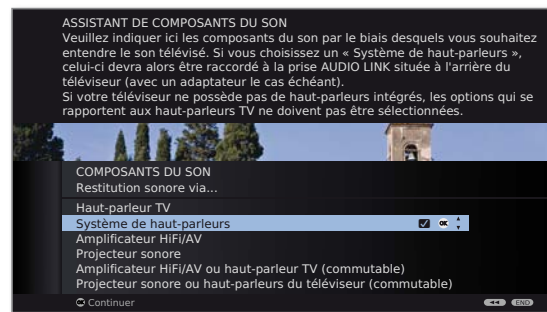 ASSISTANT DE COMPOSANTS DU SON
Veuillez indiquer ici les composants du son par le biais desquels vous souhaitez
entendre le son télévisé. Si vous choisissez un « Système de haut-parleurs »,
celui-ci devra alors être raccordé à la prise AUDIO LINK située à l'arrière du
téléviseur (avec un adaptateur le cas échéant).
Si votre téléviseur ne possède pas de haut-parleurs intégrés, les options qui se
rapportent aux haut-parleurs TV ne doivent pas être sélectionnées.
COMPOSANTS DU SON
Restitution sonore via...
Haut-parleur TV
Système de haut-parleurs OK
Amplificateur HiFi/AV
Projecteur sonore
Amplificateur HiFi/AV ou haut-parleur TV (commutable)
Projecteur sonore ou haut-parleurs du téléviseur (commutable)
OK Continuer END